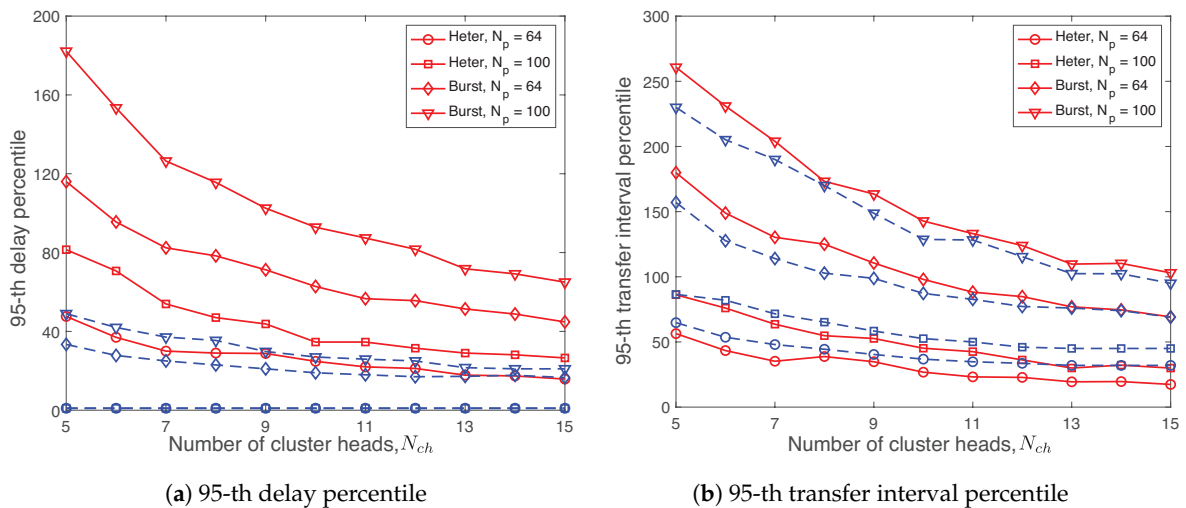 200
160
120
80
40
0
95-th delay percentile
5
7
9
11
13
15
Number of cluster heads, N_ch
Heter, N_p = 64
Heter, N_p = 100
Burst, N_p = 64
Burst, N_p = 100
(a) 95-th delay percentile
300
250
200
150
100
50
0
95-th transfer interval percentile
5
7
9
11
13
15
Number of cluster heads, N_ch
Heter, N_p = 64
Heter, N_p = 100
Burst, N_p = 64
Burst, N_p = 100
(b) 95-th transfer interval percentile